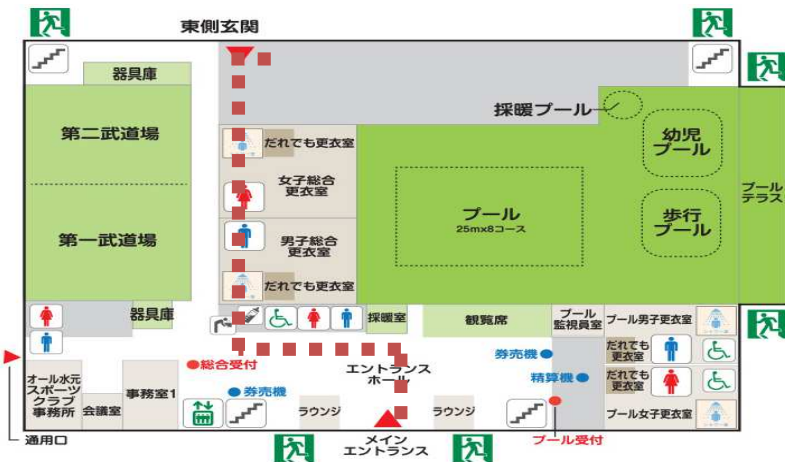 東側玄関
器具庫
第二武道場
第一武道場
器具庫
だれでも更衣室
女子総合
更衣室
男子総合
更衣室
だれでも更衣室
採暖プール
幼児
プール
プール
25mx8コース
歩行
プール
プール
テラス
採暖室
観覧席
プール
監視員室
プール男子更衣室
だれでも
更衣室
だれでも
更衣室
プール女子更衣室
総合受付
エントランス
ホール
券売機
精算機
オール水元
スポーツ
クラブ
事務所
会議室
事務室1
券売機
ラウンジ
ラウンジ
通用口
メイン
エントランス
プール受付